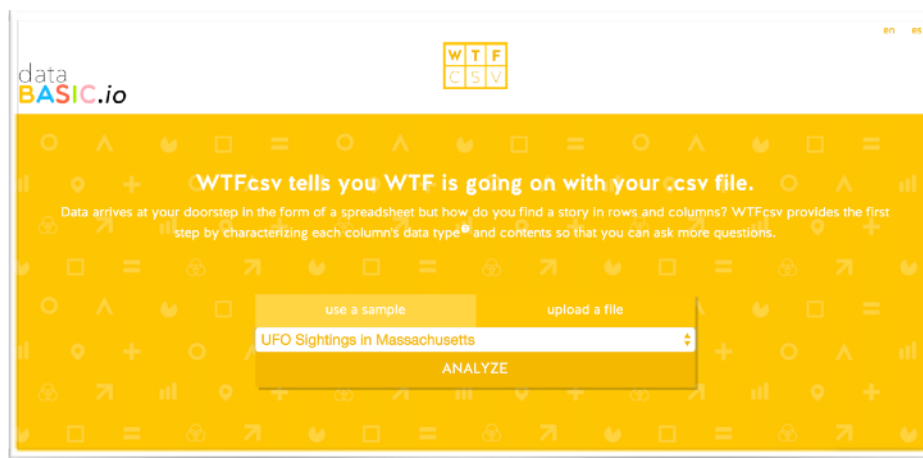 en es
W T F
C S V
data
BASIC.io
WTFcsv tells you WTF is going on with your .csv file.
Data arrives at your doorstep in the form of a spreadsheet but how do you find a story in rows and columns? WTFcsv provides the first
step by characterizing each column's data type and contents so that you can ask more questions.
use a sample upload a file
UFO Sightings in Massachusetts
ANALYZE